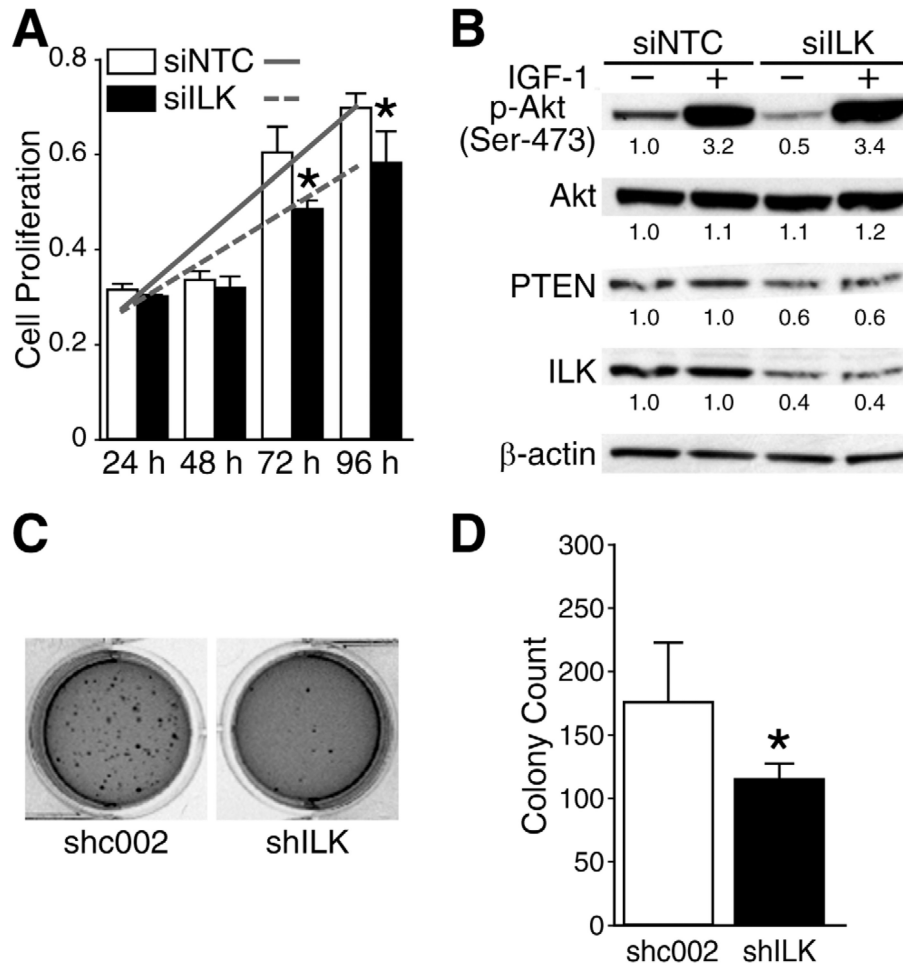 A
0.8
0.6
0.4
0.2
0
Cell Proliferation
siNTC
siILK
*
*
24 h 48 h 72 h 96 h
B
siNTC siILK
IGF-1 − + − +
p-Akt
(Ser-473)
1.0 3.2 0.5 3.4
Akt
1.0 1.1 1.1 1.2
PTEN
1.0 1.0 0.6 0.6
ILK
1.0 1.0 0.4 0.4
β-actin
C
shc002 shILK
D
300
250
200
150
100
50
0
Colony Count
*
shc002 shILK